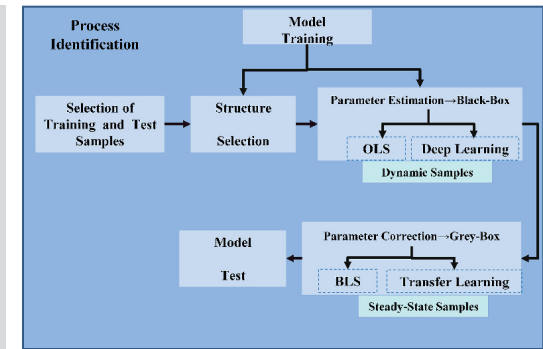 Process
Identification
Model
Training
Selection of
Training and Test
Samples
Structure
Selection
Parameter Estimation→Black-Box
OLS
Deep Learning
Dynamic Samples
Model
Test
Parameter Correction→Grey-Box
BLS
Transfer Learning
Steady-State Samples